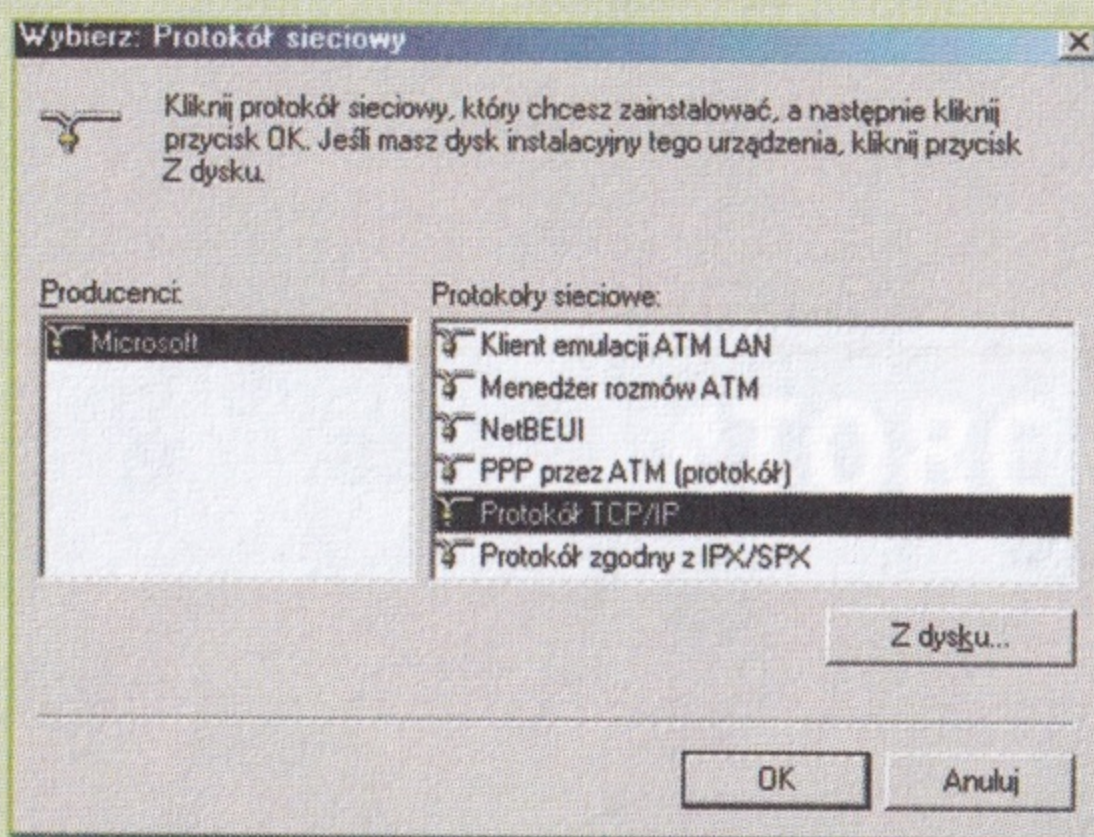 Wybierz: Protokół sieciowy
Kliknij protokół sieciowy, który chcesz zainstalować, a następnie kliknij
przycisk OK. Jeśli masz dysk instalacyjny tego urządzenia, kliknij przycisk
Z dysku.
Producenci:
Microsoft
Protokoły sieciowe:
Klient emulacji ATM LAN
Menedżer rozmów ATM
NetBEUI
PPP przez ATM (protokół)
Protokół TCP/IP
Protokół zgodny z IPX/SPX
Z dysku...
OK
Anuluj